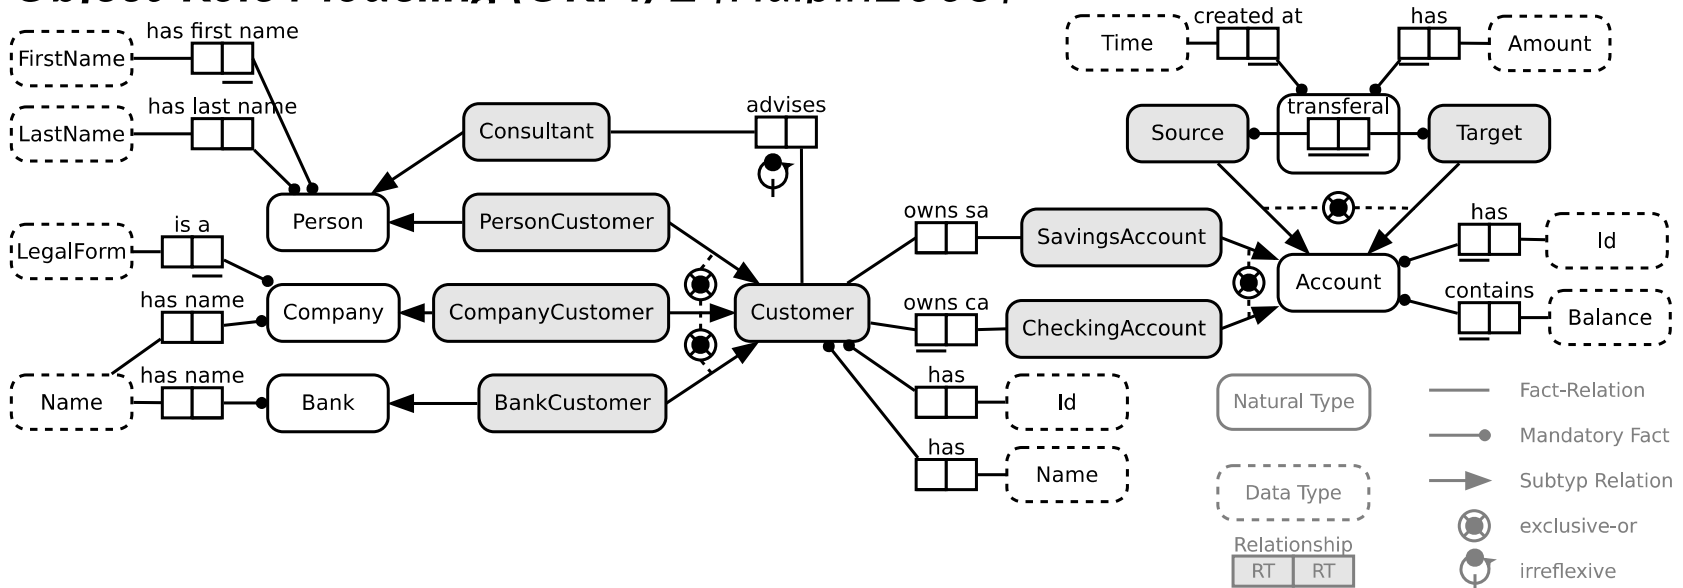 created at
has
has first name
FirstName
Time
Amount
has last name
LastName
Consultant
advises
transferal
Source
Target
Person
PersonCustomer
is a
LegalForm
owns sa
SavingsAccount
has
Id
has name
Company
CompanyCustomer
Customer
owns ca
CheckingAccount
Account
contains
Balance
has name
Name
Bank
BankCustomer
has
Id
has
Name
Natural Type
Data Type
Relationship
RT RT
Fact-Relation
Mandatory Fact
Subtyp Relation
exclusive-or
irreflexive